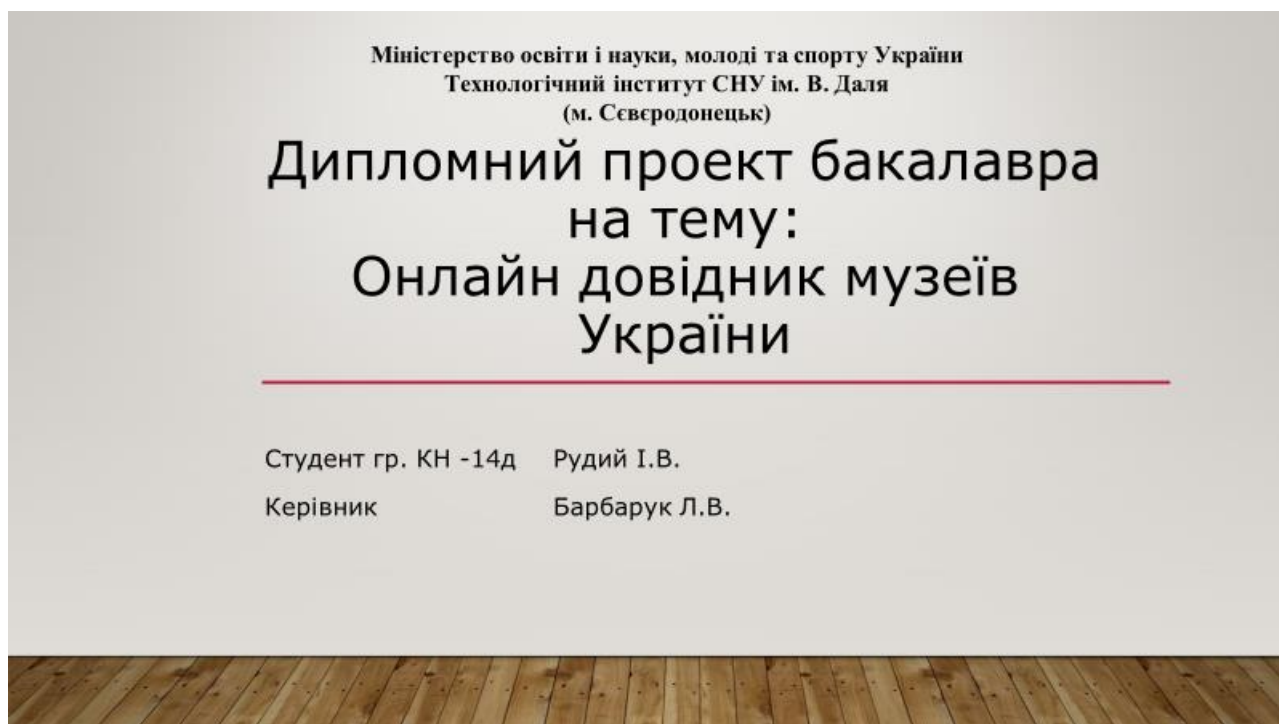 Міністерство освіти і науки, молоді та спорту України
Технологічний інститут СНУ ім. В. Даля
(м. Сєвєродонецьк)
Дипломний проект бакалавра
на тему:
Онлайн довідник музеїв
України
Студент гр. КН -14д Рудий І.В.
Керівник Барбарук Л.В.